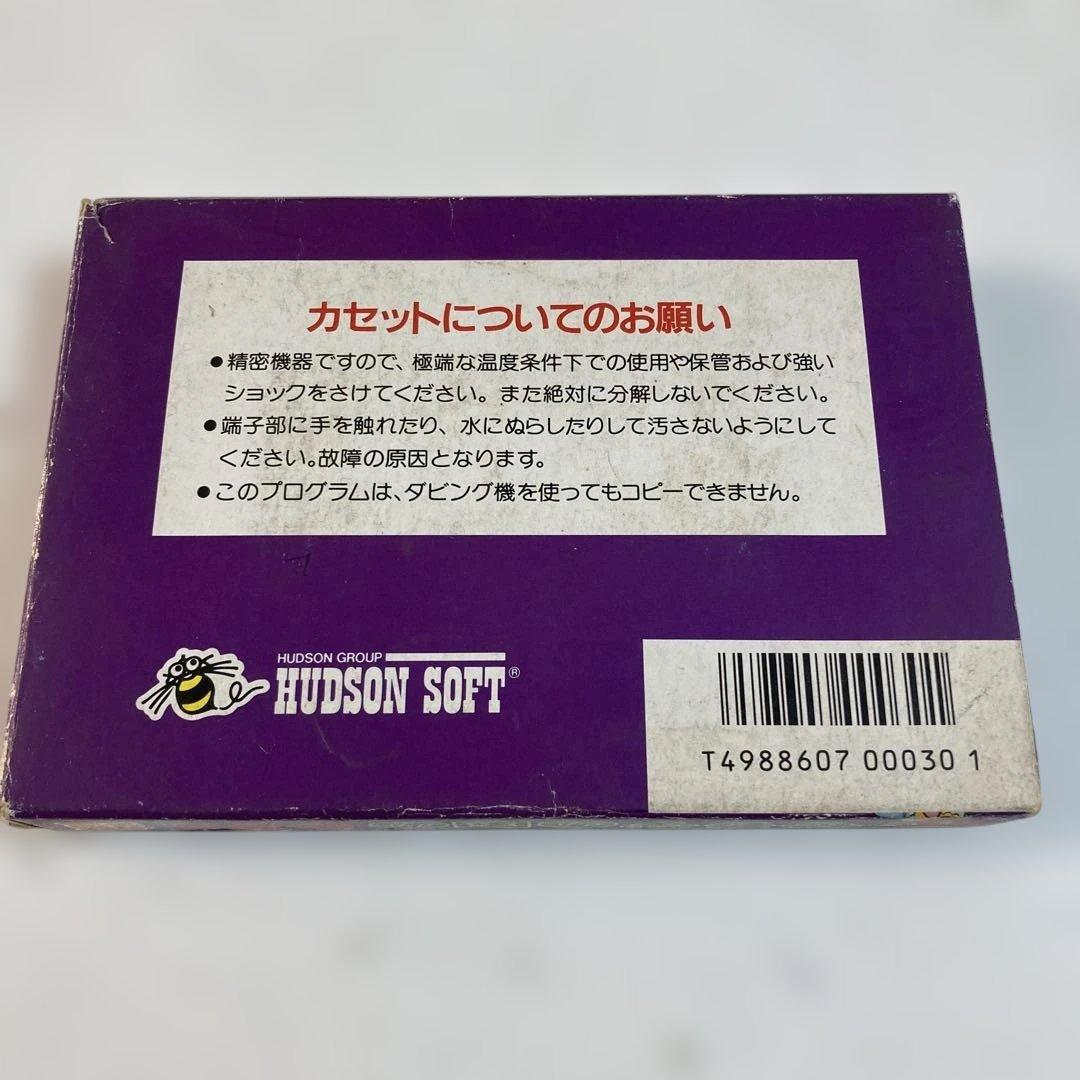 カセットについてのお願い
●精密機器ですので、極端な温度条件下での使用や保管および強い
ショックをさけてください。また絶対に分解しないでください。
●端子部に手を触れたり、水にぬらしたりして汚さないようにして
ください。故障の原因となります。
●このプログラムは、ダビング機を使ってもコピーできません。
HUDSON GROUP
HUDSON SOFT®
T4988607 00030 1